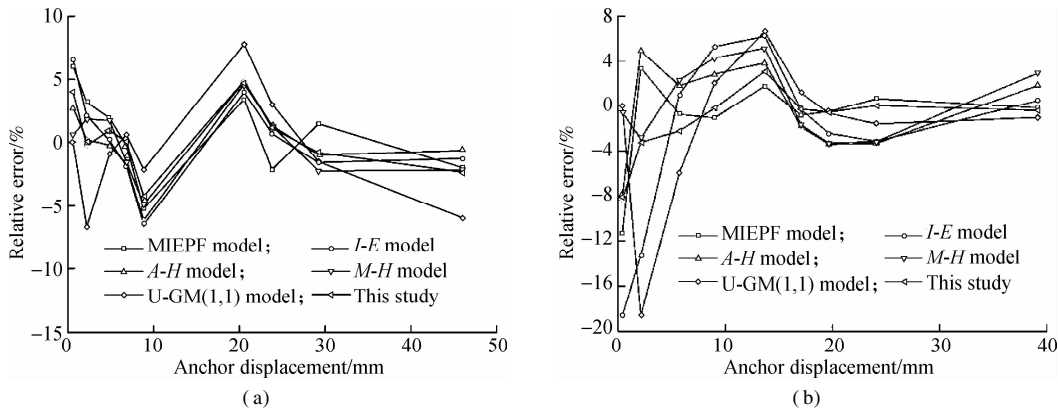 10
5
0
−5
−10
−15
Relative error/%
MIEPF model;
I-E model
A-H model;
M-H model
U-GM(1,1) model;
This study
0
10
20
30
40
50
Anchor displacement/mm
(a)
8
4
0
−4
−8
−12
−16
−20
Relative error/%
MIEPF model;
I-E model
A-H model;
M-H model
U-GM(1,1) model;
This study
0
10
20
30
40
Anchor displacement/mm
(b)